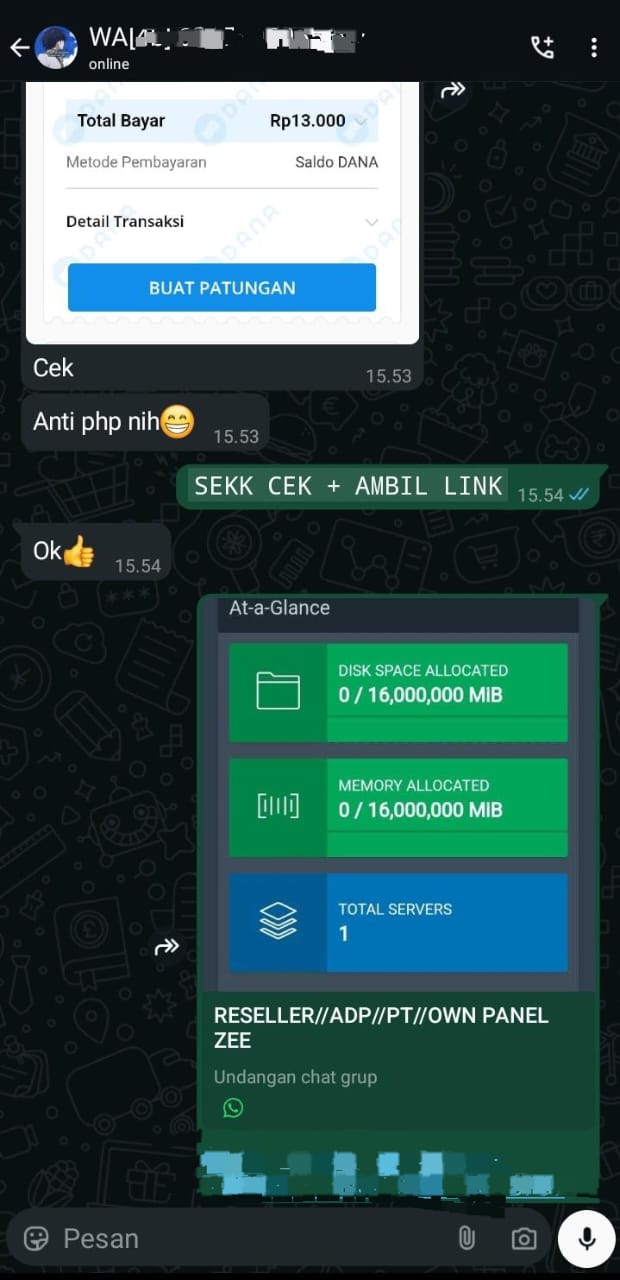 WA[
online
Total Bayar Rp13.000
Metode Pembayaran Saldo DANA
Detail Transaksi
BUAT PATUNGAN
DANA
Cek
15.53
Anti php nih😁 15.53
SEKK CEK + AMBIL LINK 15.54
Ok👍 15.54
At-a-Glance
DISK SPACE ALLOCATED
0 / 16,000,000 MIB
MEMORY ALLOCATED
0 / 16,000,000 MIB
TOTAL SERVERS
1
RESELLER//ADP//PT//OWN PANEL
ZEE
Undangan chat grup
Pesan